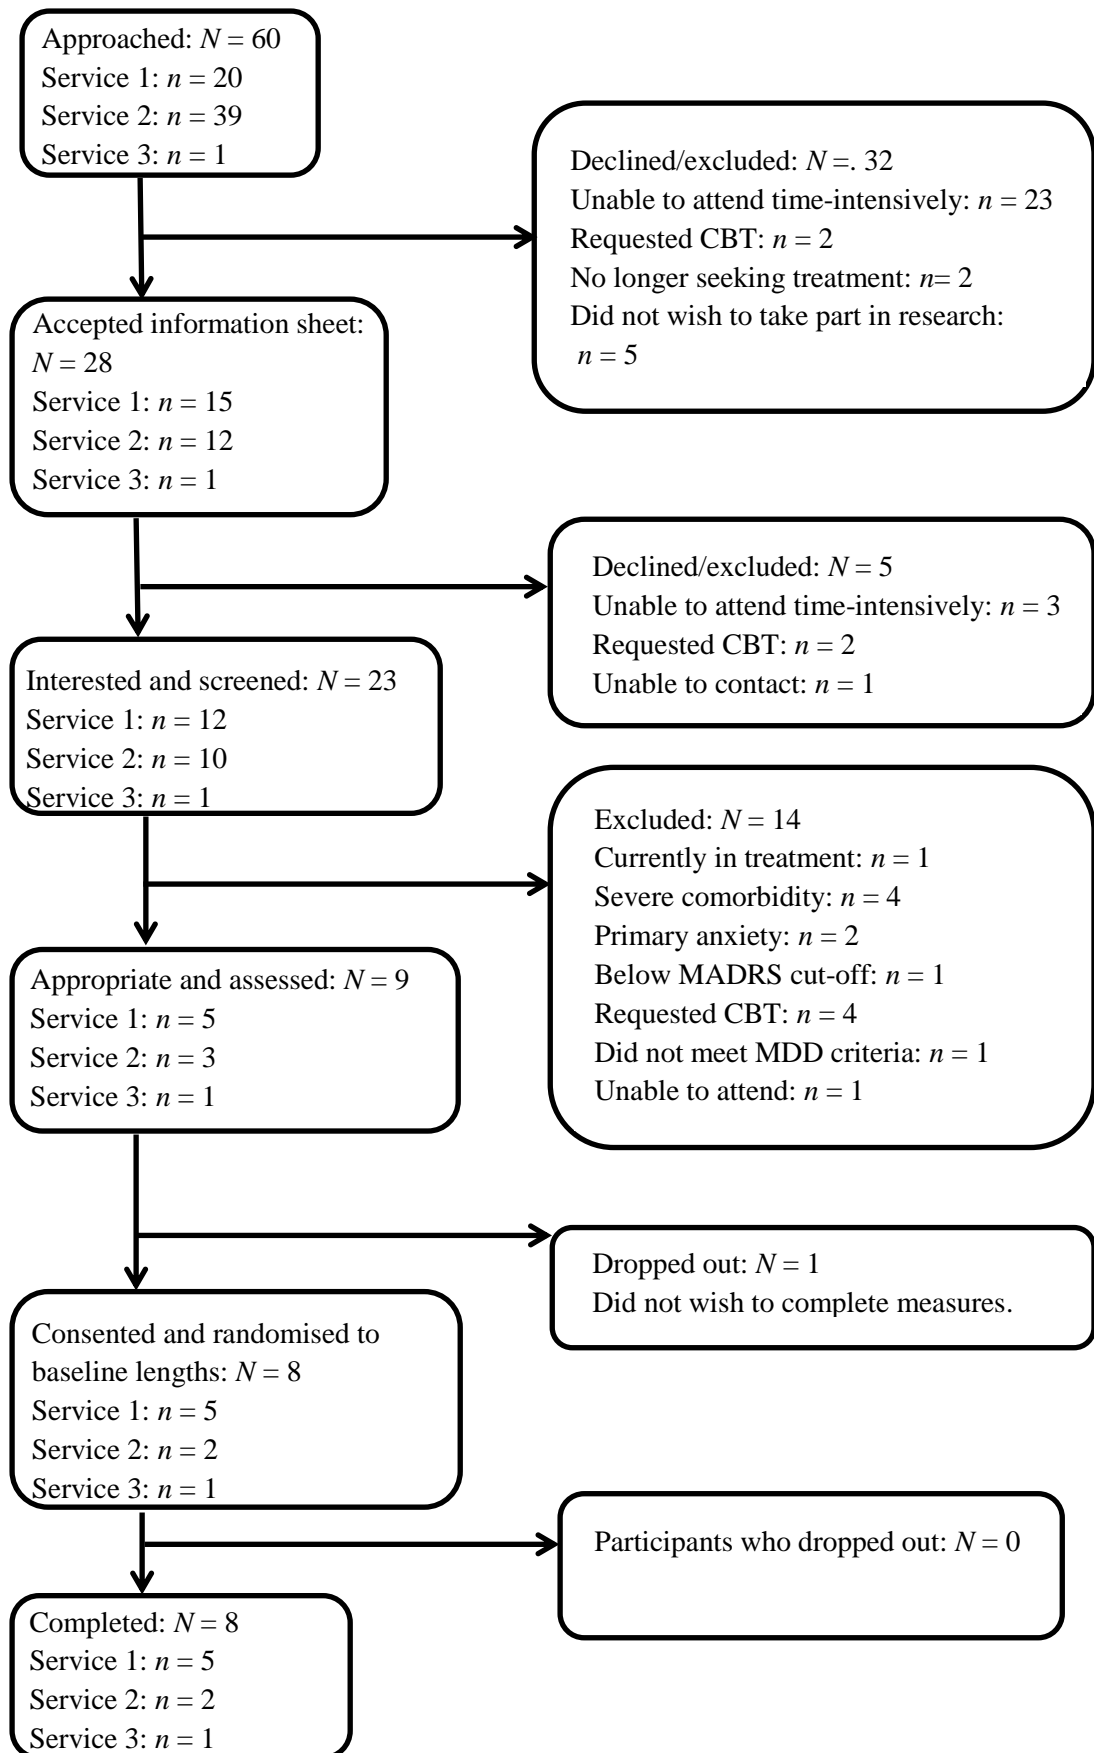 Approached: N = 60
Service 1: n = 20
Service 2: n = 39
Service 3: n = 1
Declined/excluded: N =. 32
Unable to attend time-intensively: n = 23
Requested CBT: n = 2
No longer seeking treatment: n= 2
Did not wish to take part in research:
n = 5
Accepted information sheet:
N = 28
Service 1: n = 15
Service 2: n = 12
Service 3: n = 1
Declined/excluded: N = 5
Unable to attend time-intensively: n = 3
Requested CBT: n = 2
Unable to contact: n = 1
Interested and screened: N = 23
Service 1: n = 12
Service 2: n = 10
Service 3: n = 1
Excluded: N = 14
Currently in treatment: n = 1
Severe comorbidity: n = 4
Primary anxiety: n = 2
Below MADRS cut-off: n = 1
Requested CBT: n = 4
Did not meet MDD criteria: n = 1
Unable to attend: n = 1
Appropriate and assessed: N = 9
Service 1: n = 5
Service 2: n = 3
Service 3: n = 1
Dropped out: N = 1
Did not wish to complete measures.
Consented and randomised to
baseline lengths: N = 8
Service 1: n = 5
Service 2: n = 2
Service 3: n = 1
Participants who dropped out: N = 0
Completed: N = 8
Service 1: n = 5
Service 2: n = 2
Service 3: n = 1